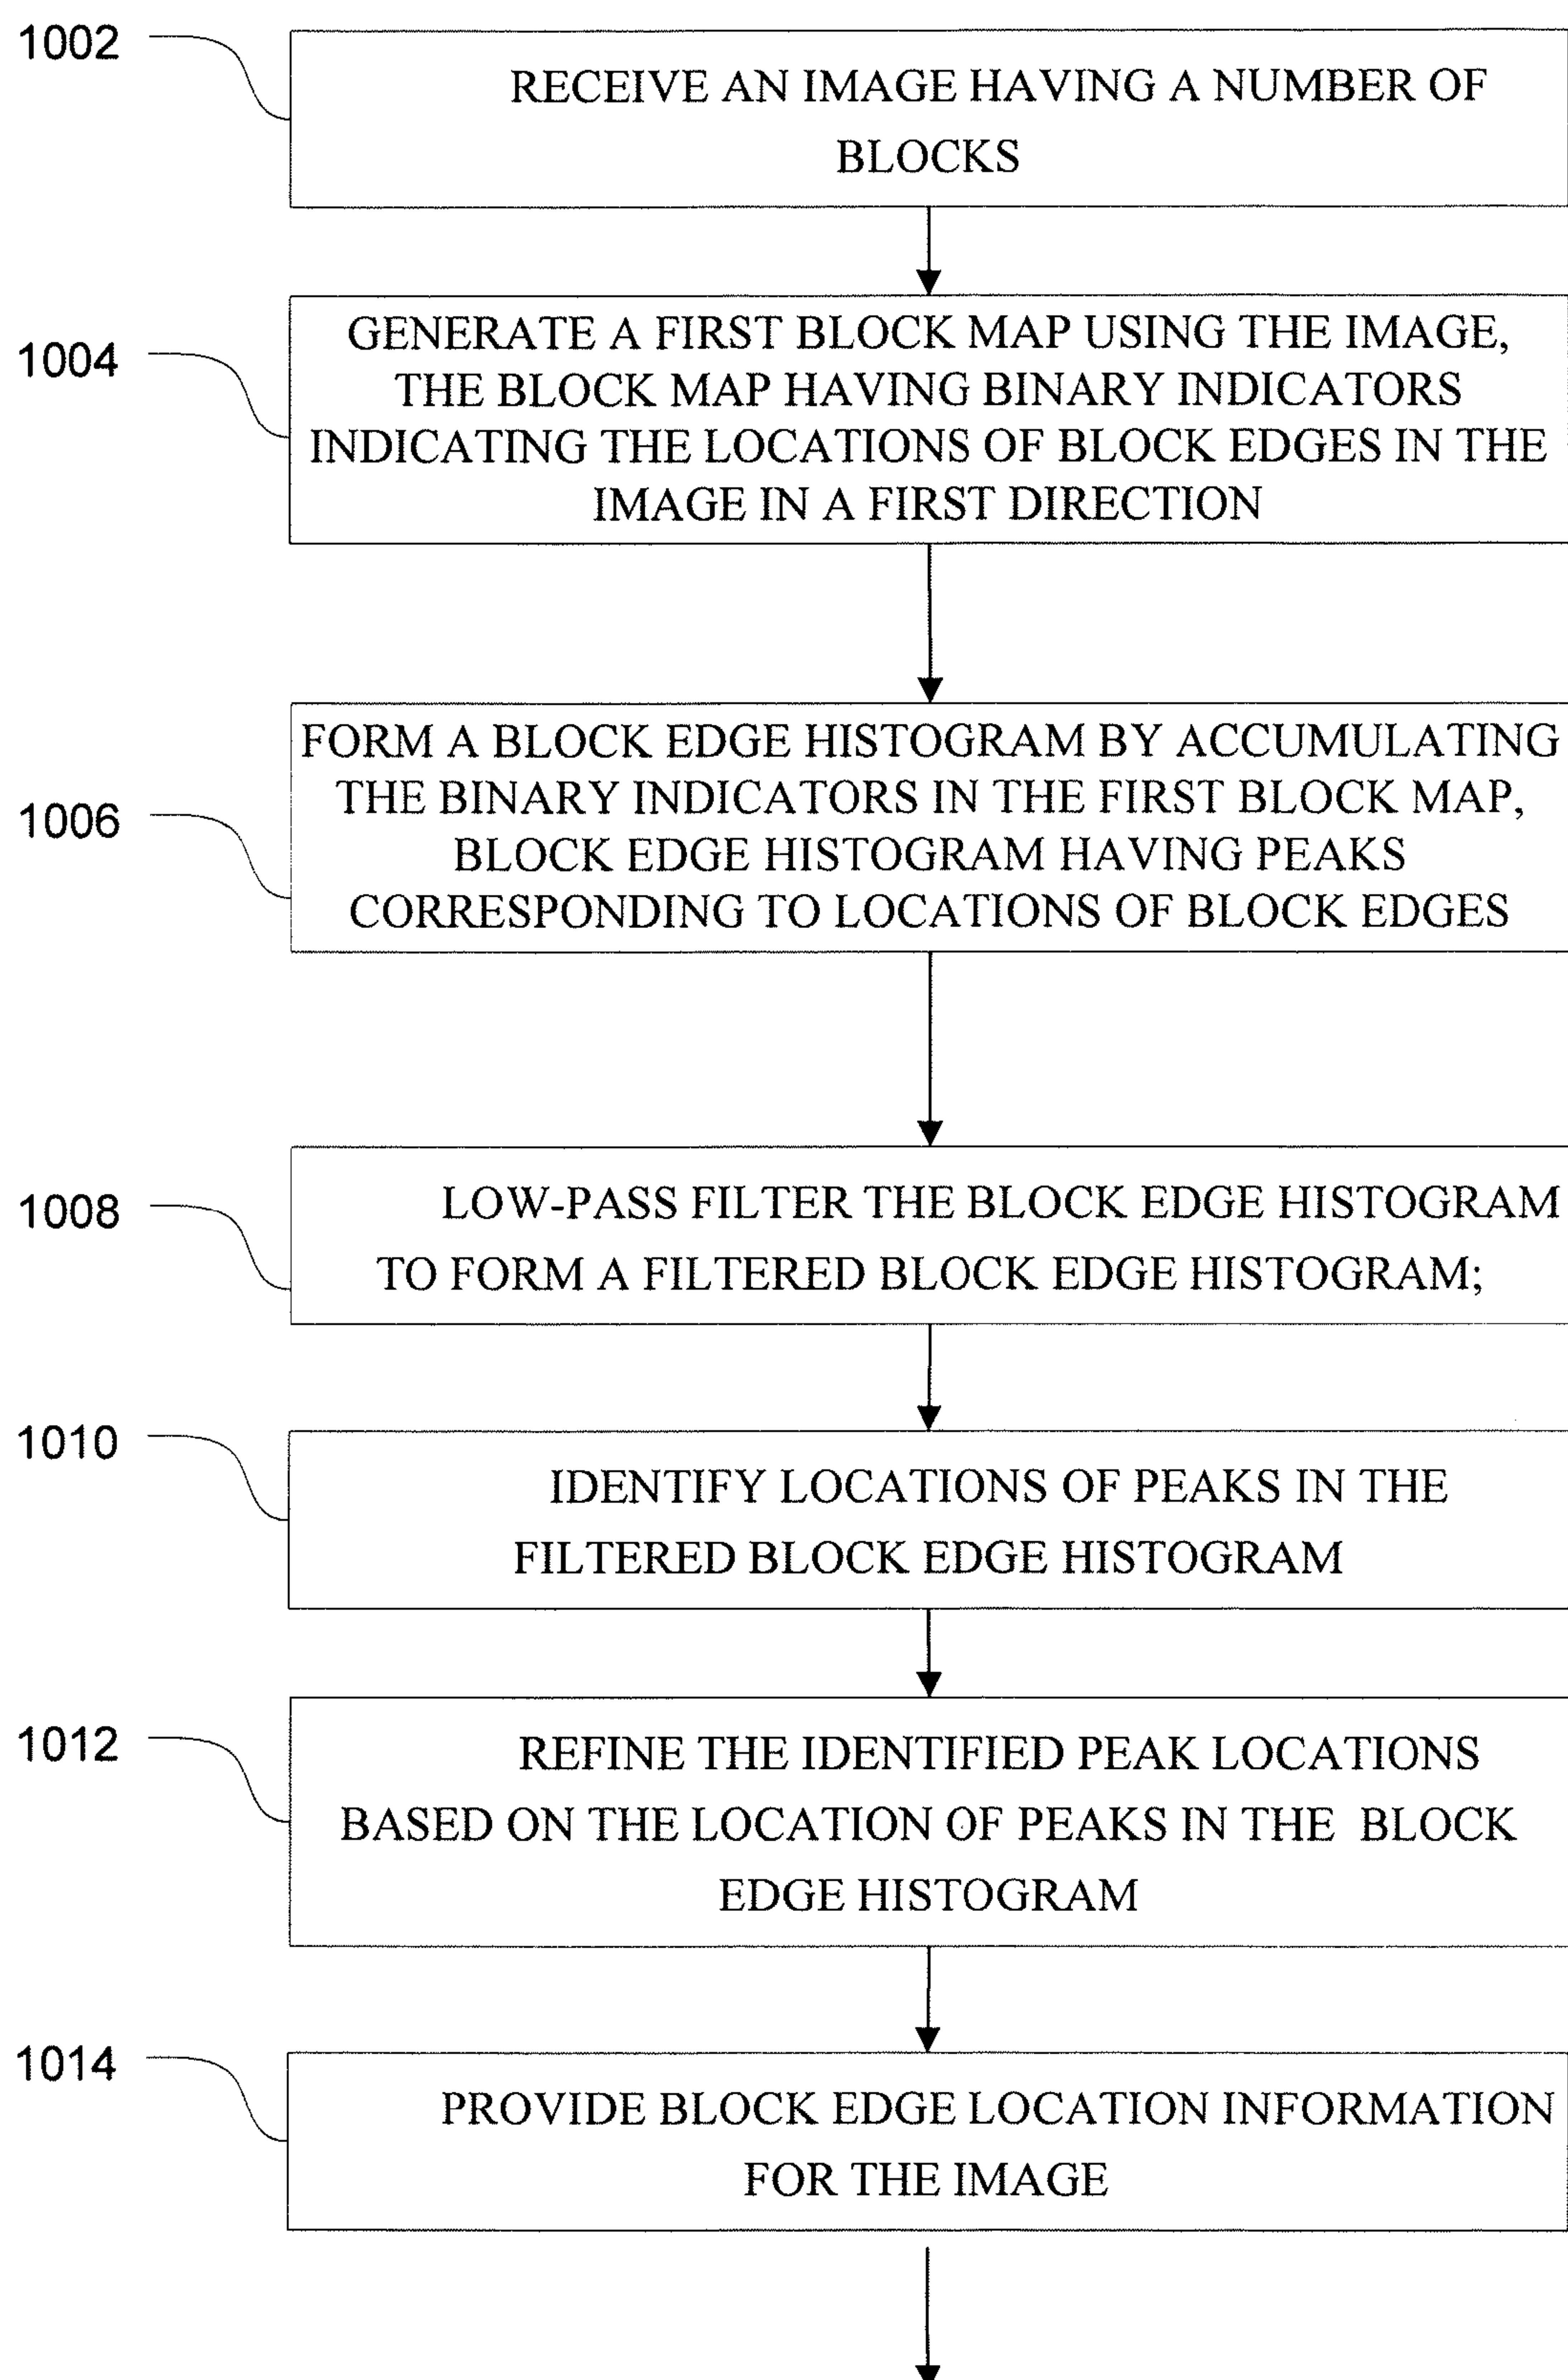 1002
RECEIVE AN IMAGE HAVING A NUMBER OF
BLOCKS
1004
GENERATE A FIRST BLOCK MAP USING THE IMAGE,
THE BLOCK MAP HAVING BINARY INDICATORS
INDICATING THE LOCATIONS OF BLOCK EDGES IN THE
IMAGE IN A FIRST DIRECTION
1006
FORM A BLOCK EDGE HISTOGRAM BY ACCUMULATING
THE BINARY INDICATORS IN THE FIRST BLOCK MAP,
BLOCK EDGE HISTOGRAM HAVING PEAKS
CORRESPONDING TO LOCATIONS OF BLOCK EDGES
1008
LOW-PASS FILTER THE BLOCK EDGE HISTOGRAM
TO FORM A FILTERED BLOCK EDGE HISTOGRAM;
1010
IDENTIFY LOCATIONS OF PEAKS IN THE
FILTERED BLOCK EDGE HISTOGRAM
1012
REFINE THE IDENTIFIED PEAK LOCATIONS
BASED ON THE LOCATION OF PEAKS IN THE BLOCK
EDGE HISTOGRAM
1014
PROVIDE BLOCK EDGE LOCATION INFORMATION
FOR THE IMAGE